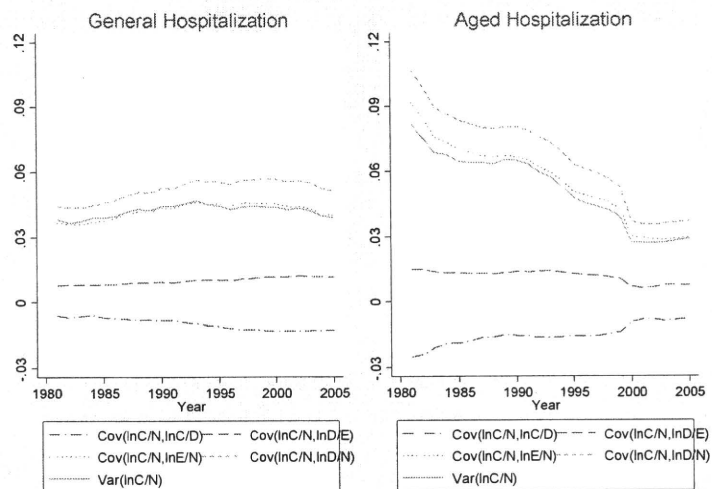 General Hospitalization
.12
.09
.06
.03
0
-.03
1980 1985 1990 1995 2000 2005
Year
Cov(lnC/N,lnC/D) Cov(lnC/N,lnD/E)
Cov(lnC/N,lnE/N) Cov(lnC/N,lnD/N)
Var(lnC/N)
Aged Hospitalization
.12
.09
.06
.03
0
-.03
1980 1985 1990 1995 2000 2005
Year
Cov(lnC/N,lnC/D) Cov(lnC/N,lnD/E)
Cov(lnC/N,lnE/N) Cov(lnC/N,lnD/N)
Var(lnC/N)